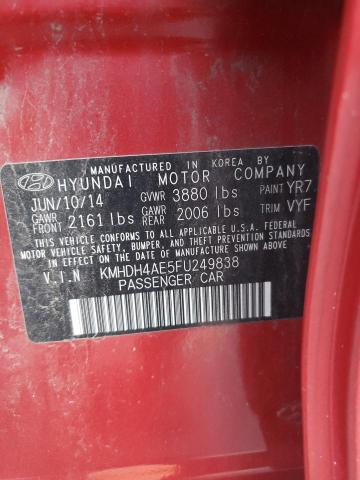 MANUFACTURED IN KOREA BY
HYUNDAI MOTOR COMPANY
JUN/10/14 GVWR 3880 lbs PAINT YR7
GAWR FRONT 2161 lbs GAWR REAR 2006 lbs TRIM VYF
THIS VEHICLE CONFORMS TO ALL APPLICABLE U.S.A FEDERAL
MOTOR VEHICLE SAFETY, BUMPER, AND THEFT PREVENTION
STANDARDS IN EFFECT ON THE DATE OF MANUFACTURE SHOWN ABOVE.
V.I.N KMHDH4AE5FU249838
PASSENGER CAR